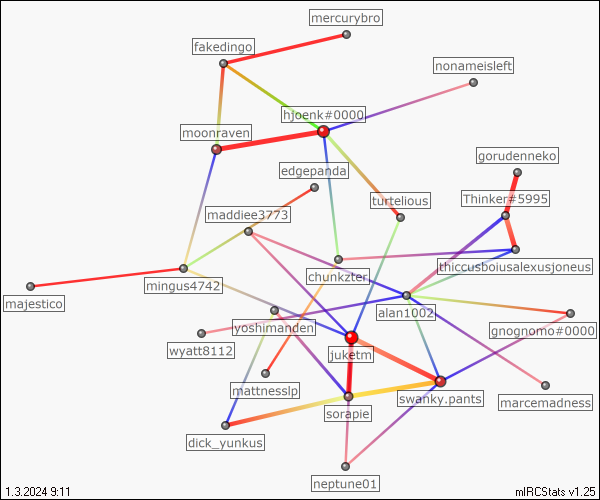 mercurybro
fakedingo
nonameisleft
hjoenk#0000
moonraven
gorudenneko
edgepanda
Thinker#5995
turtelious
maddiee3773
thiccusboiusalexusjoneus
chunkzter
mingus4742
majestico
alan1002
yoshimanden
gnognomo#0000
wyatt8112
juketm
mattnesslp
swanky.pants
marcemadness
sorapie
dick_yunkus
neptune01
1.3.2024 9:11
mIRCStats v1.25